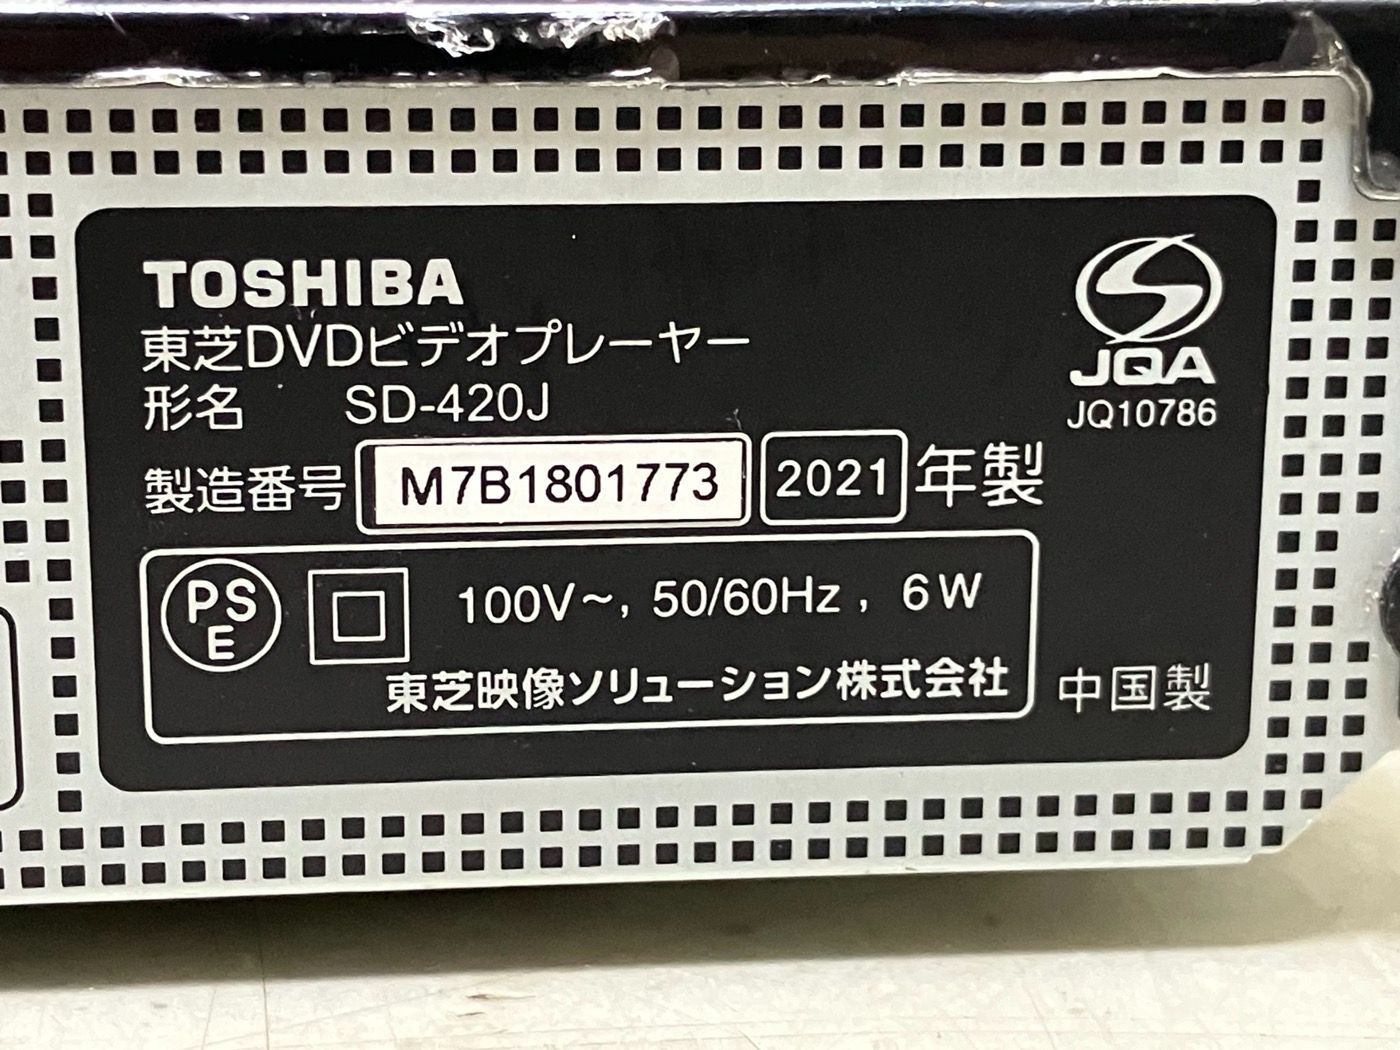 TOSHIBA
東芝DVDビデオプレーヤー
形名 SD-420J
製造番号 M7B1801773 2021 年製
PSE 100V～, 50/60Hz, 6W
東芝映像ソリューション株式会社
中国製
JQA
JQ10786